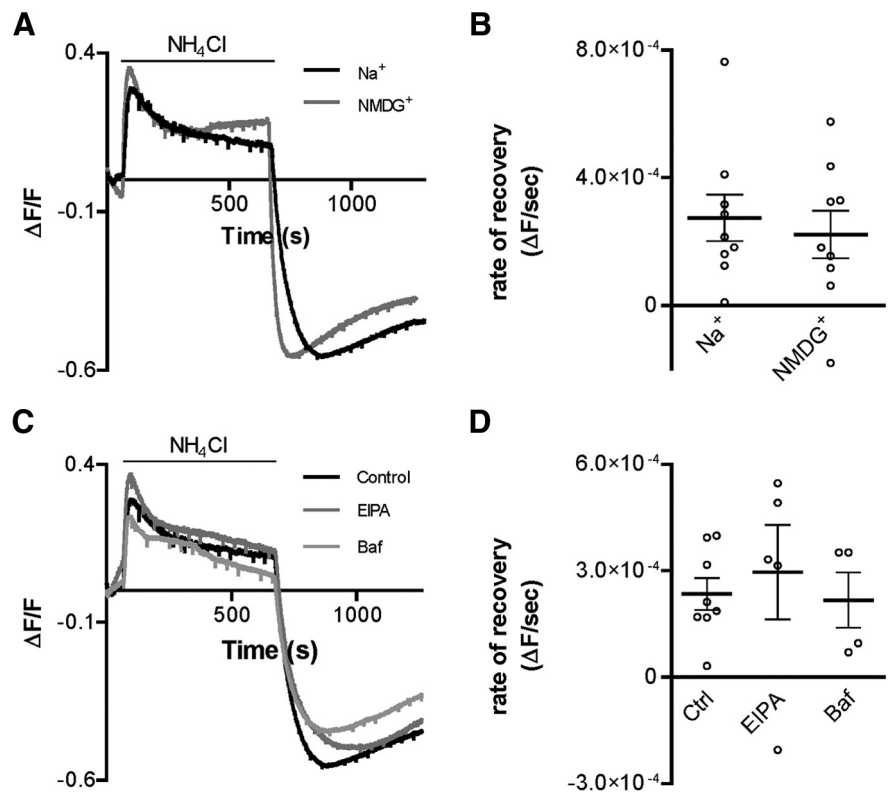 A
NH₄Cl
0.4
-0.1
-0.6
ΔF/F
500
1000
Time (s)
Na⁺
NMDG⁺
B
8.0×10⁻⁴
4.0×10⁻⁴
0
rate of recovery
(ΔF/sec)
Na⁺
NMDG⁺
C
NH₄Cl
0.4
-0.1
-0.6
ΔF/F
500
1000
Time (s)
Control
EIPA
Baf
D
6.0×10⁻⁴
3.0×10⁻⁴
0
-3.0×10⁻⁴
rate of recovery
(ΔF/sec)
Ctrl
EIPA
Baf